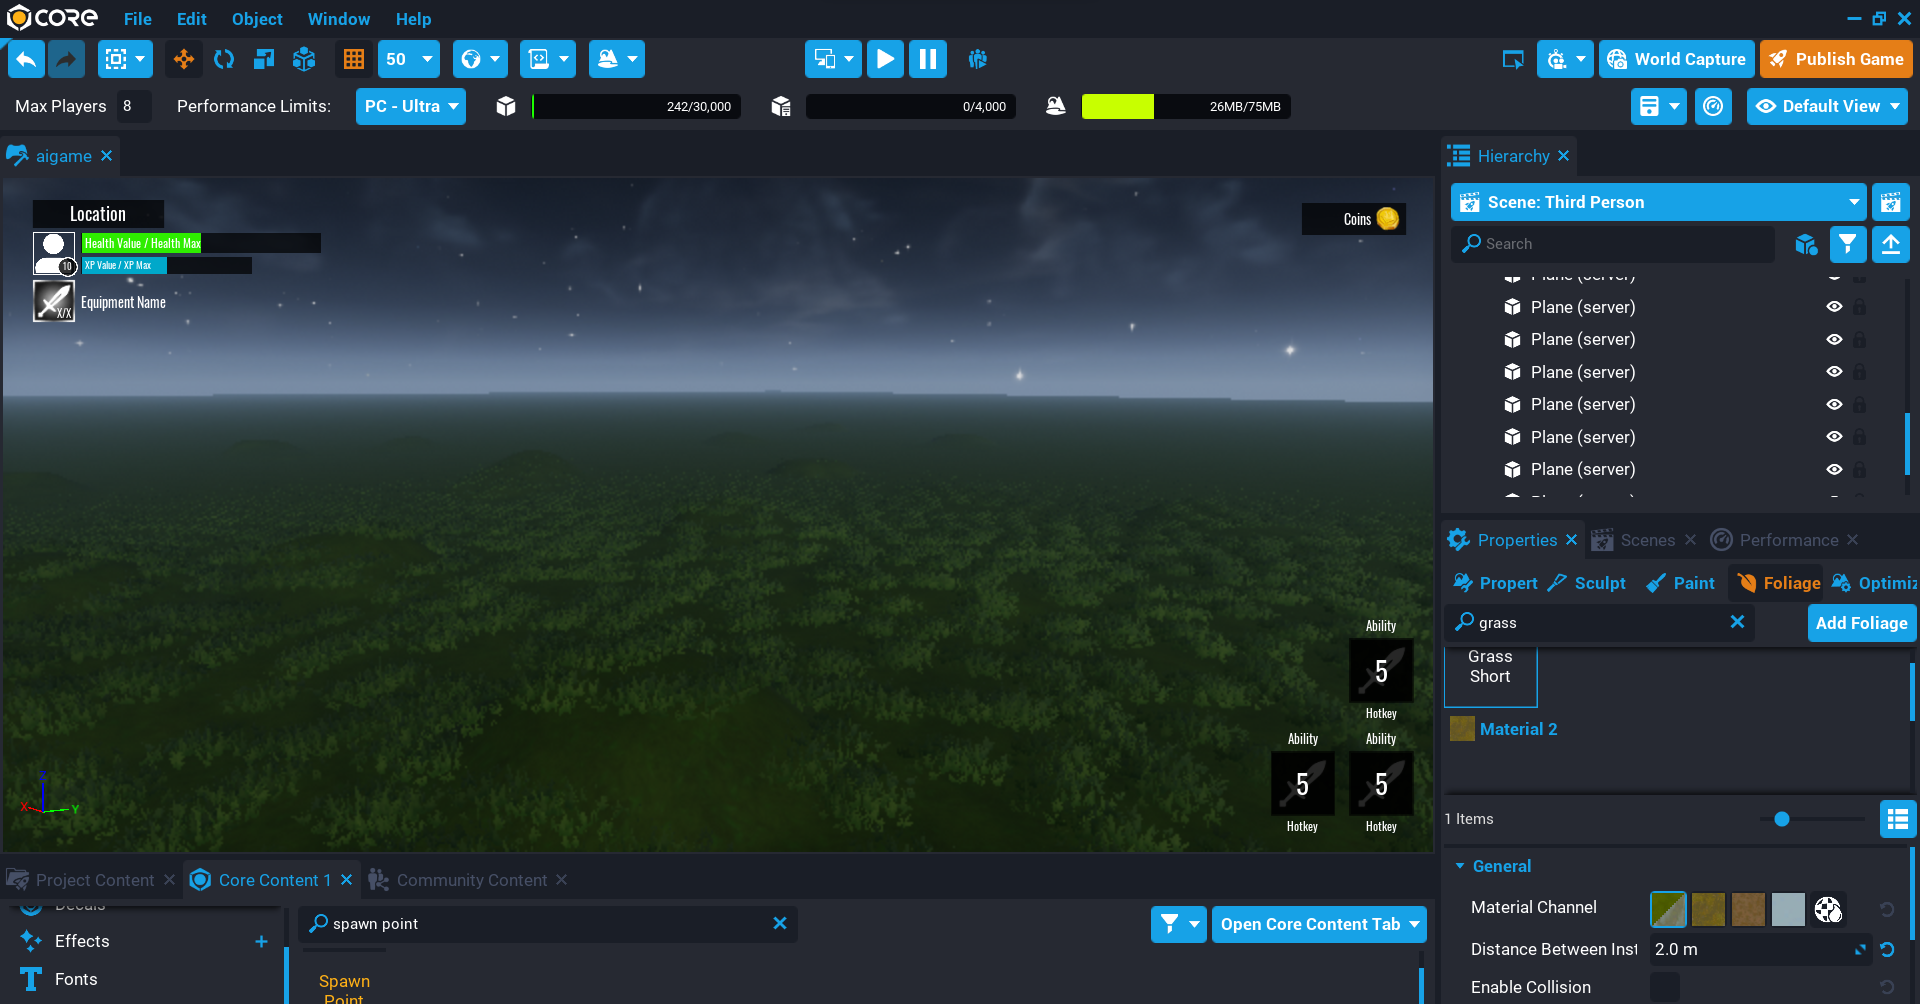 CORE File Edit Object Window Help
50 World Capture Publish Game
Max Players 8 Performance Limits: PC - Ultra 242/30,000 0/4,000 26MB/75MB Default View
aigame
Location
Health Value / Health Max
XP Value / XP Max
10
X/X
Equipment Name
Coins
Ability
5
Hotkey
Ability Ability
5 5
Hotkey Hotkey
Z
X Y
Hierarchy
Scene: Third Person
Search
Plane (server)
Plane (server)
Plane (server)
Plane (server)
Plane (server)
Plane (server)
Plane (server)
Properties Scenes Performance
Propert Sculpt Paint Foliage Optimiz
grass Add Foliage
Grass
Short
Material 2
1 Items
General
Material Channel
Distance Between Inst 2.0 m
Enable Collision
Project Content Core Content 1 Community Content
Decals
Effects
Fonts
spawn point Open Core Content Tab
Spawn
Point